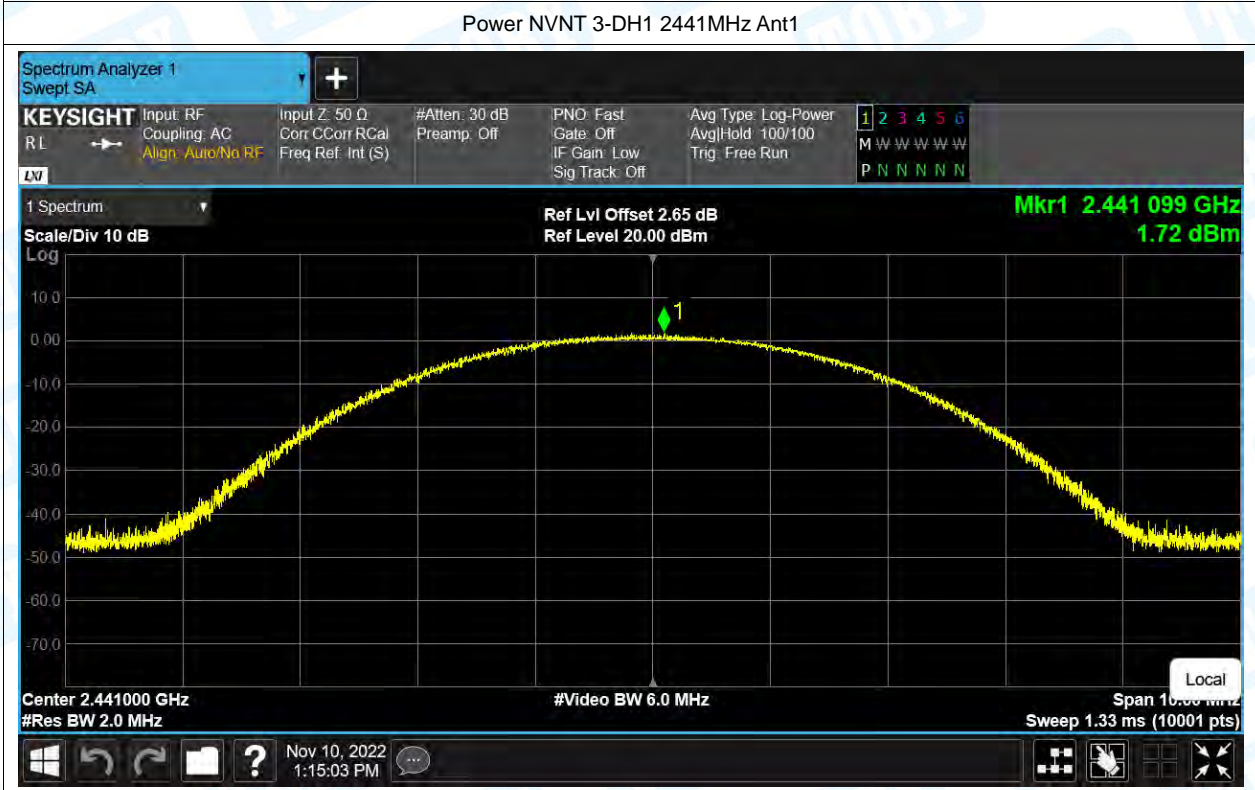 Power NVNT 3-DH1 2441MHz Ant1
Spectrum Analyzer 1
Swept SA
+
KEYSIGHT
RL
LXI
Input: RF
Coupling: AC
Align: Auto/No RF
Input Z: 50 Ω
Corr CCorr RCal
Freq Ref: Int (S)
#Atten: 30 dB
Preamp: Off
PNO: Fast
Gate: Off
IF Gain: Low
Sig Track: Off
Avg Type: Log-Power
Avg|Hold: 100/100
Trig: Free Run
1 2 3 4 5 6
M W W W W W
P N N N N N
1 Spectrum
Scale/Div 10 dB
Log
Ref Lvl Offset 2.65 dB
Ref Level 20.00 dBm
Mkr1 2.441 099 GHz
1.72 dBm
1
10.0
0.00
-10.0
-20.0
-30.0
-40.0
-50.0
-60.0
-70.0
Local
Center 2.441000 GHz
#Res BW 2.0 MHz
#Video BW 6.0 MHz
Span 10.00 MHz
Sweep 1.33 ms (10001 pts)
?
Nov 10, 2022
1:15:03 PM